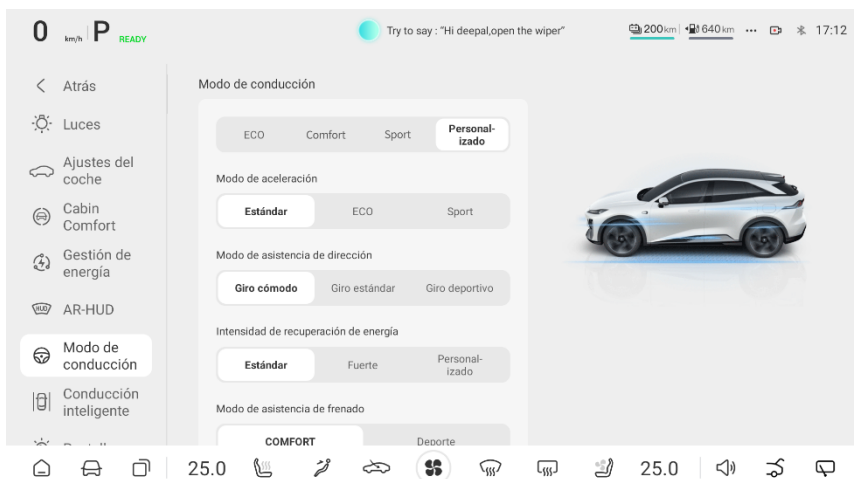 0 km/h P READY
Try to say : "Hi deepal,open the wiper"
200km
640 km
17:12
Atrás
Luces
Ajustes del
coche
Cabin
Comfort
Gestión de
energía
HUD AR-HUD
Modo de
conducción
Conducción
inteligente
Modo de conducción
ECO Comfort Sport Personal-
izado
Modo de aceleración
Estándar ECO Sport
Modo de asistencia de dirección
Giro cómodo Giro estándar Giro deportivo
Intensidad de recuperación de energía
Estándar Fuerte Personal-
izado
Modo de asistencia de frenado
COMFORT Deporte
25.0
25.0